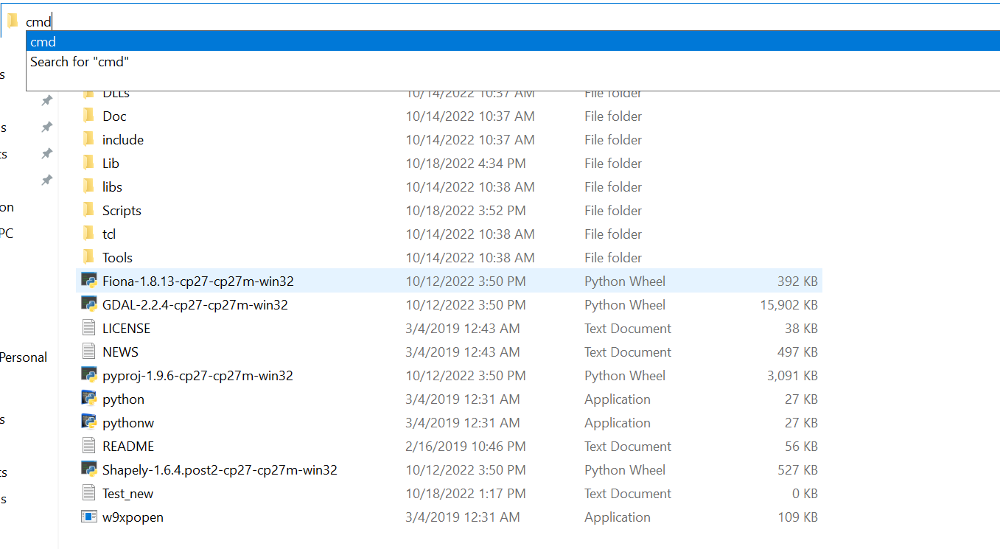 cmd
cmd
Search for "cmd"
s
DLLs 10/14/2022 10:37 AM File folder
Doc 10/14/2022 10:37 AM File folder
s
include 10/14/2022 10:37 AM File folder
ts
Lib 10/18/2022 4:34 PM File folder
libs 10/14/2022 10:38 AM File folder
on
Scripts 10/18/2022 3:52 PM File folder
PC
tcl 10/14/2022 10:38 AM File folder
Tools 10/14/2022 10:38 AM File folder
Fiona-1.8.13-cp27-cp27m-win32 10/12/2022 3:50 PM Python Wheel 392 KB
GDAL-2.2.4-cp27-cp27m-win32 10/12/2022 3:50 PM Python Wheel 15,902 KB
LICENSE 3/4/2019 12:43 AM Text Document 38 KB
NEWS 3/4/2019 12:43 AM Text Document 497 KB
Personal
pyproj-1.9.6-cp27-cp27m-win32 10/12/2022 3:50 PM Python Wheel 3,091 KB
python 3/4/2019 12:31 AM Application 27 KB
s
pythonw 3/4/2019 12:31 AM Application 27 KB
README 2/16/2019 10:46 PM Text Document 56 KB
ts
Shapely-1.6.4.post2-cp27-cp27m-win32 10/12/2022 3:50 PM Python Wheel 527 KB
s
Test_new 10/18/2022 1:17 PM Text Document 0 KB
w9xpopen 3/4/2019 12:31 AM Application 109 KB